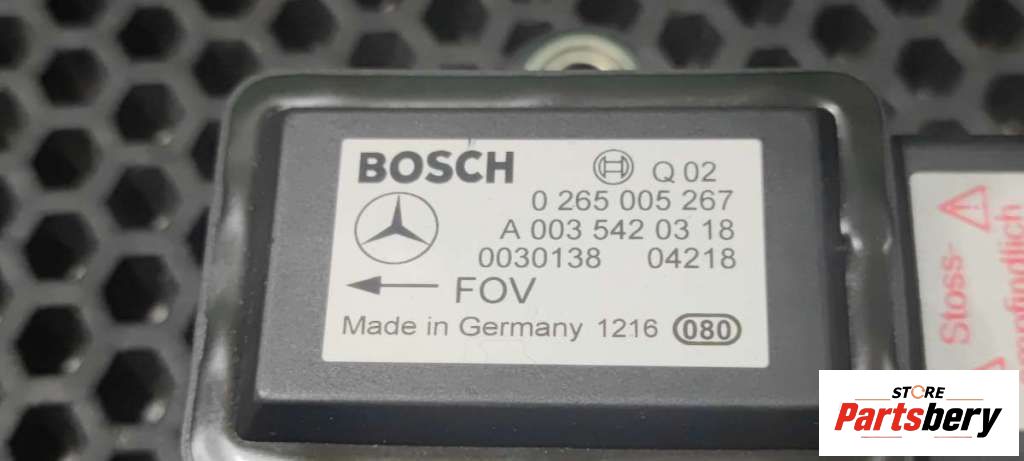 BOSCH
Q 02
0 265 005 267
A 003 542 03 18
0030138 04218
FOV
Made in Germany 1216 080
Stoss-
STORE
Partsbery